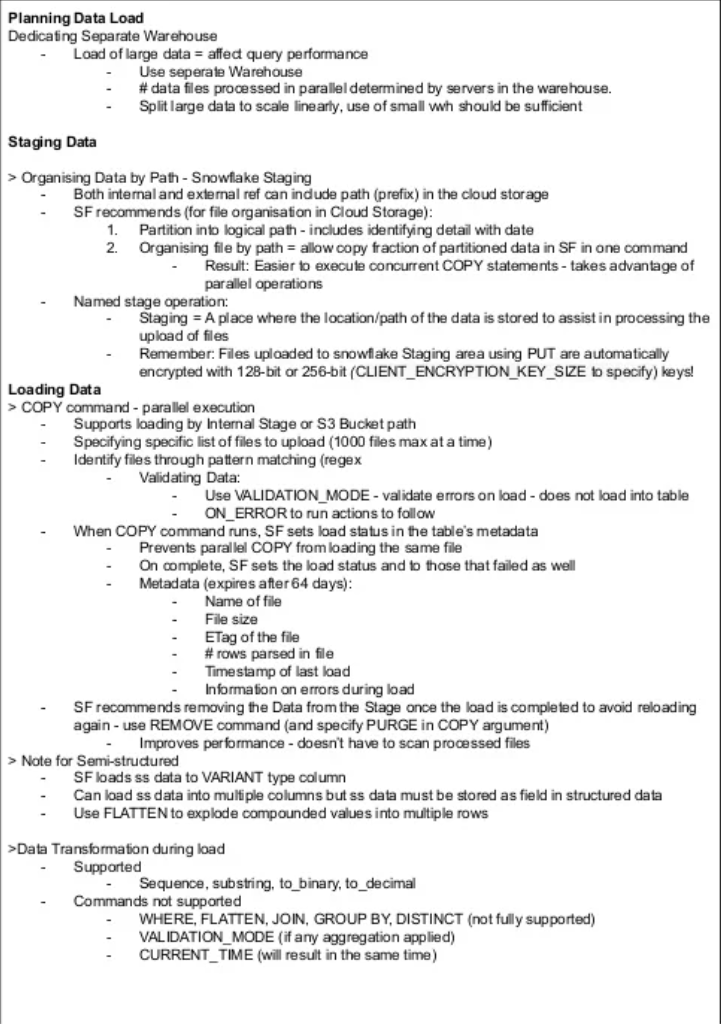 Planning Data Load
Dedicating Separate Warehouse
- Load of large data = affect query performance
- Use seperate Warehouse
- # data files processed in parallel determined by servers in the warehouse.
- Split large data to scale linearly, use of small vwh should be sufficient
Staging Data
> Organising Data by Path - Snowflake Staging
- Both internal and external ref can include path (prefix) in the cloud storage
- SF recommends (for file organisation in Cloud Storage):
1. Partition into logical path - includes identifying detail with date
2. Organising file by path = allow copy fraction of partitioned data in SF in one command
- Result: Easier to execute concurrent COPY statements - takes advantage of
parallel operations
- Named stage operation:
- Staging = A place where the location/path of the data is stored to assist in processing the
upload of files
- Remember: Files uploaded to snowflake Staging area using PUT are automatically
encrypted with 128-bit or 256-bit (CLIENT_ENCRYPTION_KEY_SIZE to specify) keys!
Loading Data
> COPY command - parallel execution
- Supports loading by Internal Stage or S3 Bucket path
- Specifying specific list of files to upload (1000 files max at a time)
- Identify files through pattern matching (regex
- Validating Data:
- Use VALIDATION_MODE - validate errors on load - does not load into table
- ON_ERROR to run actions to follow
- When COPY command runs, SF sets load status in the table's metadata
- Prevents parallel COPY from loading the same file
- On complete, SF sets the load status and to those that failed as well
- Metadata (expires after 64 days):
- Name of file
- File size
- ETag of the file
- # rows parsed in file
- Timestamp of last load
- Information on errors during load
- SF recommends removing the Data from the Stage once the load is completed to avoid reloading
again - use REMOVE command (and specify PURGE in COPY argument)
- Improves performance - doesn't have to scan processed files
> Note for Semi-structured
- SF loads ss data to VARIANT type column
- Can load ss data into multiple columns but ss data must be stored as field in structured data
- Use FLATTEN to explode compounded values into multiple rows
>Data Transformation during load
- Supported
- Sequence, substring, to_binary, to_decimal
- Commands not supported
- WHERE, FLATTEN, JOIN, GROUP BY, DISTINCT (not fully supported)
- VALIDATION_MODE (if any aggregation applied)
- CURRENT_TIME (will result in the same time)